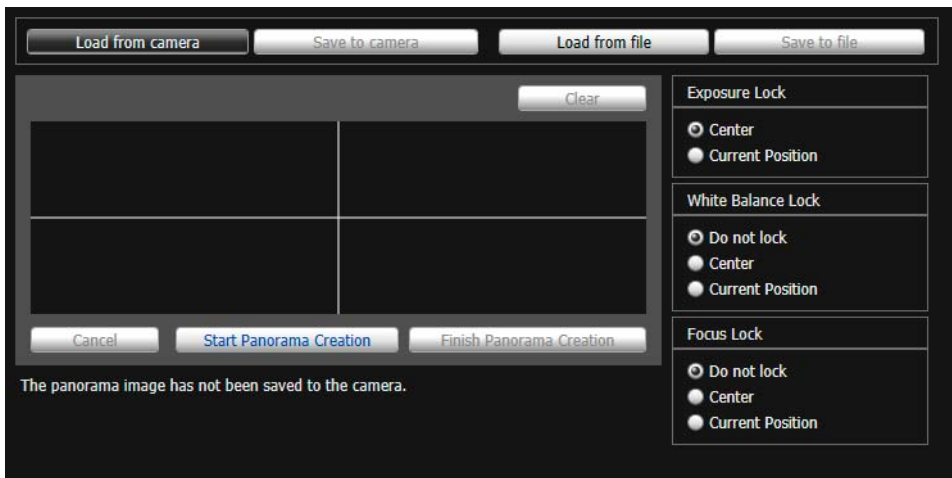 Load from camera
Save to camera
Load from file
Save to file
Clear
Cancel
Start Panorama Creation
Finish Panorama Creation
The panorama image has not been saved to the camera.
Exposure Lock
Center
Current Position
White Balance Lock
Do not lock
Center
Current Position
Focus Lock
Do not lock
Center
Current Position